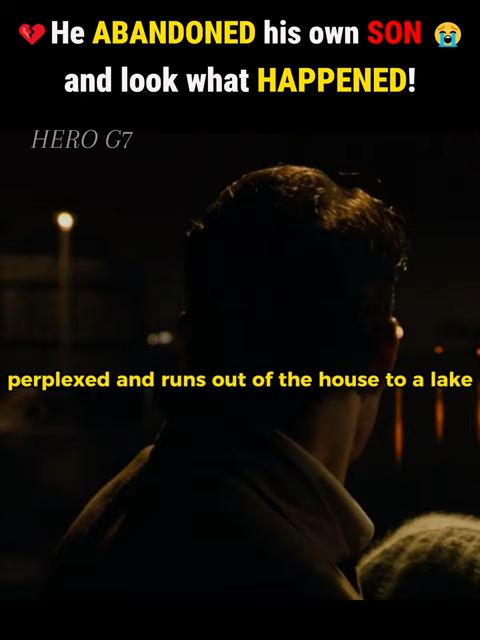 💔He ABANDONED his own SON 😭
and look what HAPPENED!
HERO G7
perplexed and runs out of the house to a lake